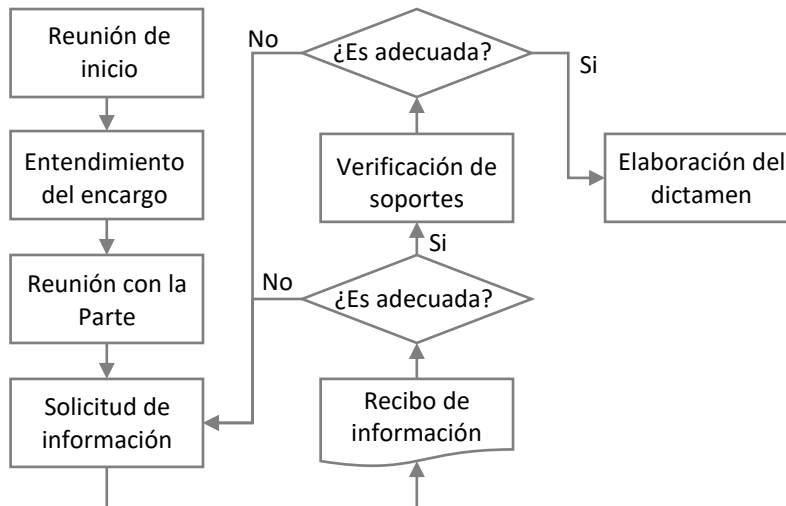 Reunión de
inicio
Entendimiento
del encargo
Reunión con la
Parte
Solicitud de
información
No
¿Es adecuada?
Si
Verificación de
soportes
Si
No
¿Es adecuada?
Recibo de
información
Elaboración del
dictamen